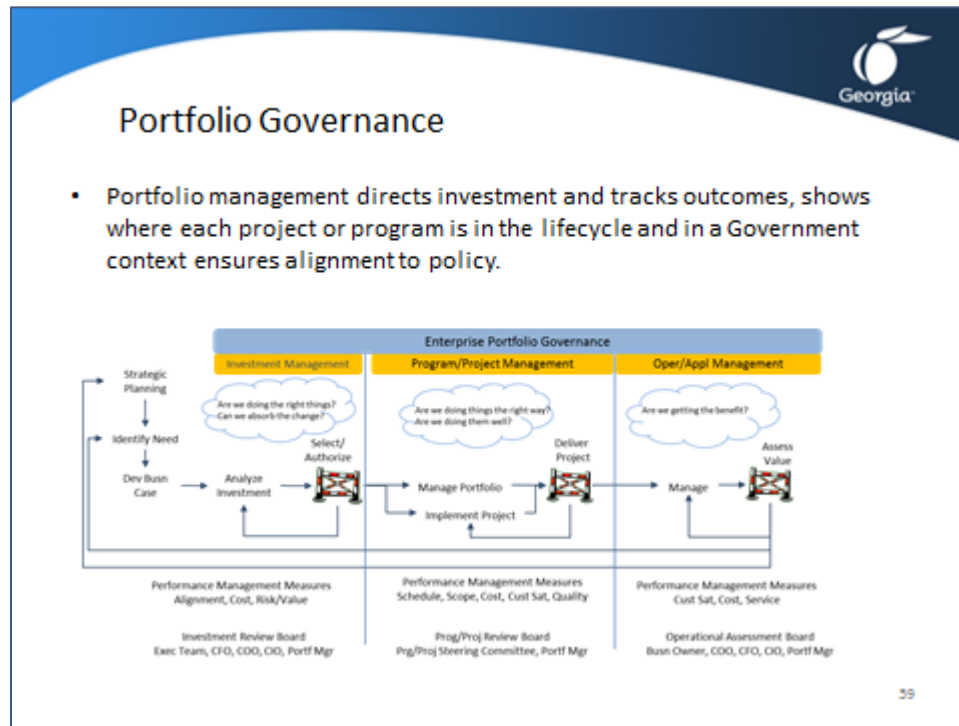 Georgia
Portfolio Governance
• Portfolio management directs investment and tracks outcomes, shows
where each project or program is in the lifecycle and in a Government
context ensures alignment to policy.
Enterprise Portfolio Governance
Investment Management
Program/Project Management
Oper/Appl Management
Strategic
Planning
Identify Need
Dev Busn
Case
Are we doing the right things?
Can we absorb the change?
Analyze
Investment
Select/
Authorize
Are we doing things the right way?
Are we doing them well?
Manage Portfolio
Implement Project
Deliver
Project
Are we getting the benefit?
Manage
Assess
Value
Performance Management Measures
Alignment, Cost, Risk/Value
Performance Management Measures
Schedule, Scope, Cost, Cust Sat, Quality
Performance Management Measures
Cust Sat, Cost, Service
Investment Review Board
Exec Team, CFO, COO, CIO, Portf Mgr
Prog/Proj Review Board
Prg/Proj Steering Committee, Portf Mgr
Operational Assessment Board
Busn Owner, COO, CFO, CIO, Portf Mgr
59